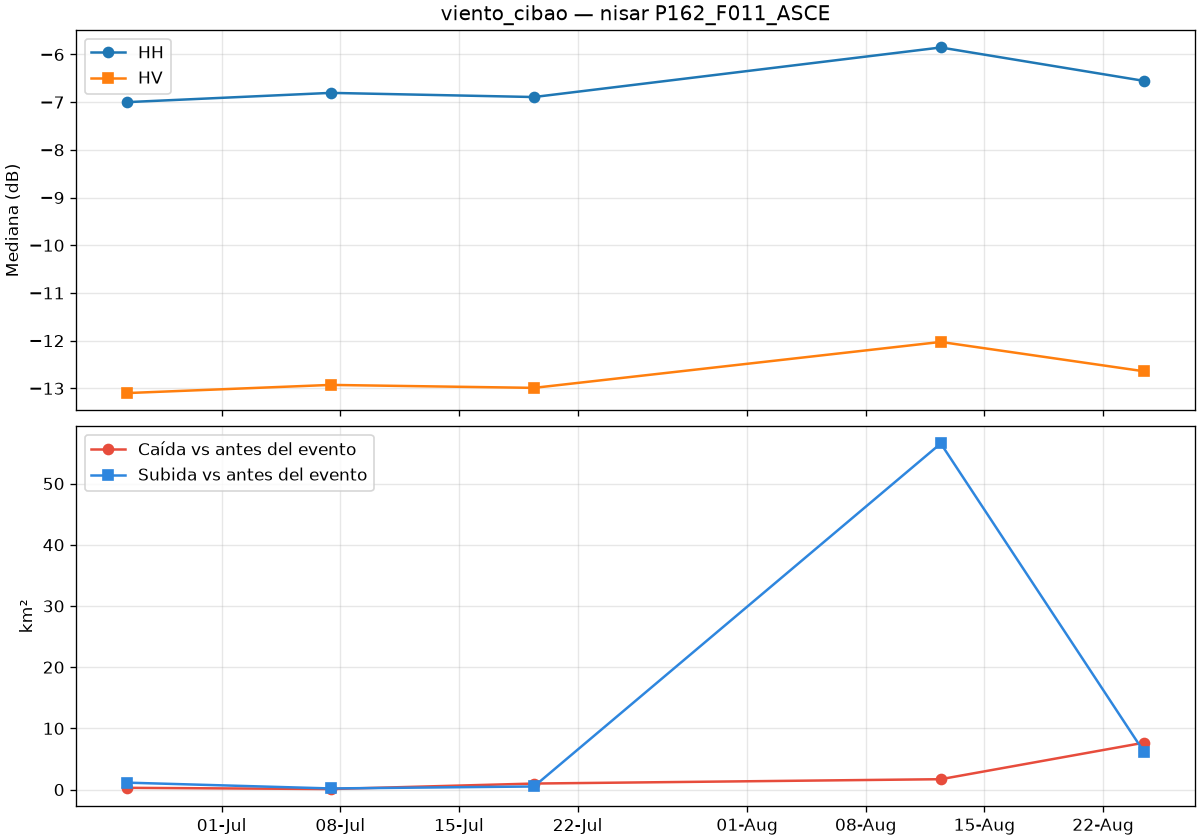 viento_cibao — nisar P162_F011_ASCE
HH
HV
Mediana (dB)
−6
−7
−8
−9
−10
−11
−12
−13
Caída vs antes del evento
Subida vs antes del evento
km²
50
40
30
20
10
0
01-Jul
08-Jul
15-Jul
22-Jul
01-Aug
08-Aug
15-Aug
22-Aug